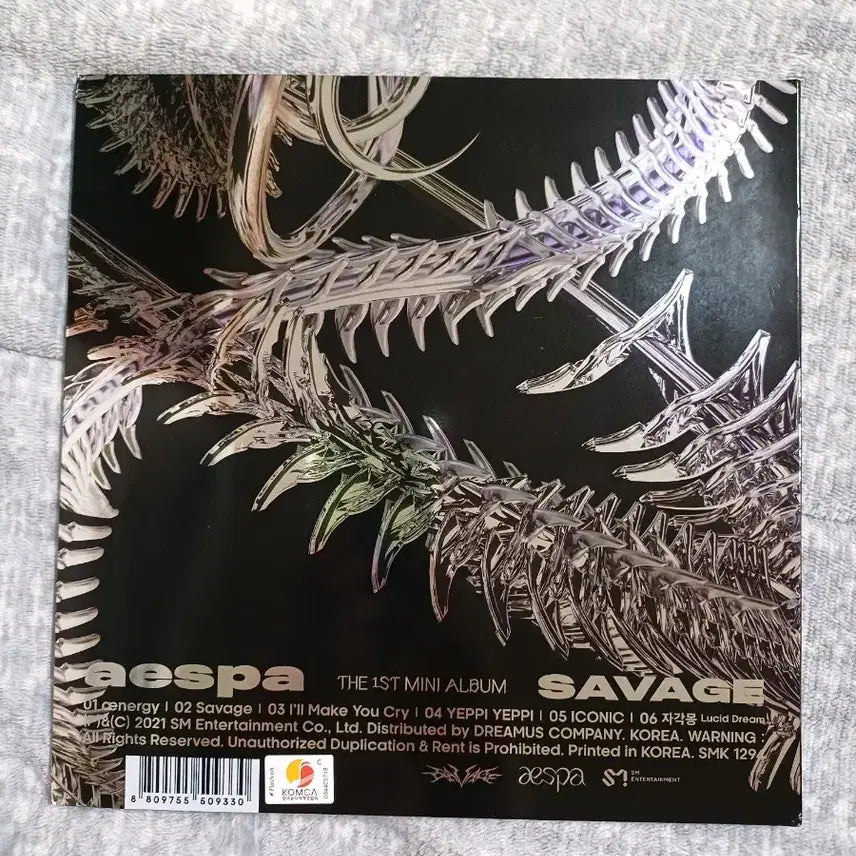 aespa THE 1ST MINI ALBUM SAVAGE
01 ænergy | 02 Savage | 03 I'll Make You Cry | 04 YEPPI YEPPI | 05 ICONIC | 06 자각몽 Lucid Dream
(P)&(C) 2021 SM Entertainment Co., Ltd. Distributed by DREAMUS COMPANY. KOREA. WARNING :
All Rights Reserved. Unauthorized Duplication & Rent is Prohibited. Printed in KOREA. SMK 129
8 809755 509330
KOMCA
aespa
SM
ENTERTAINMENT